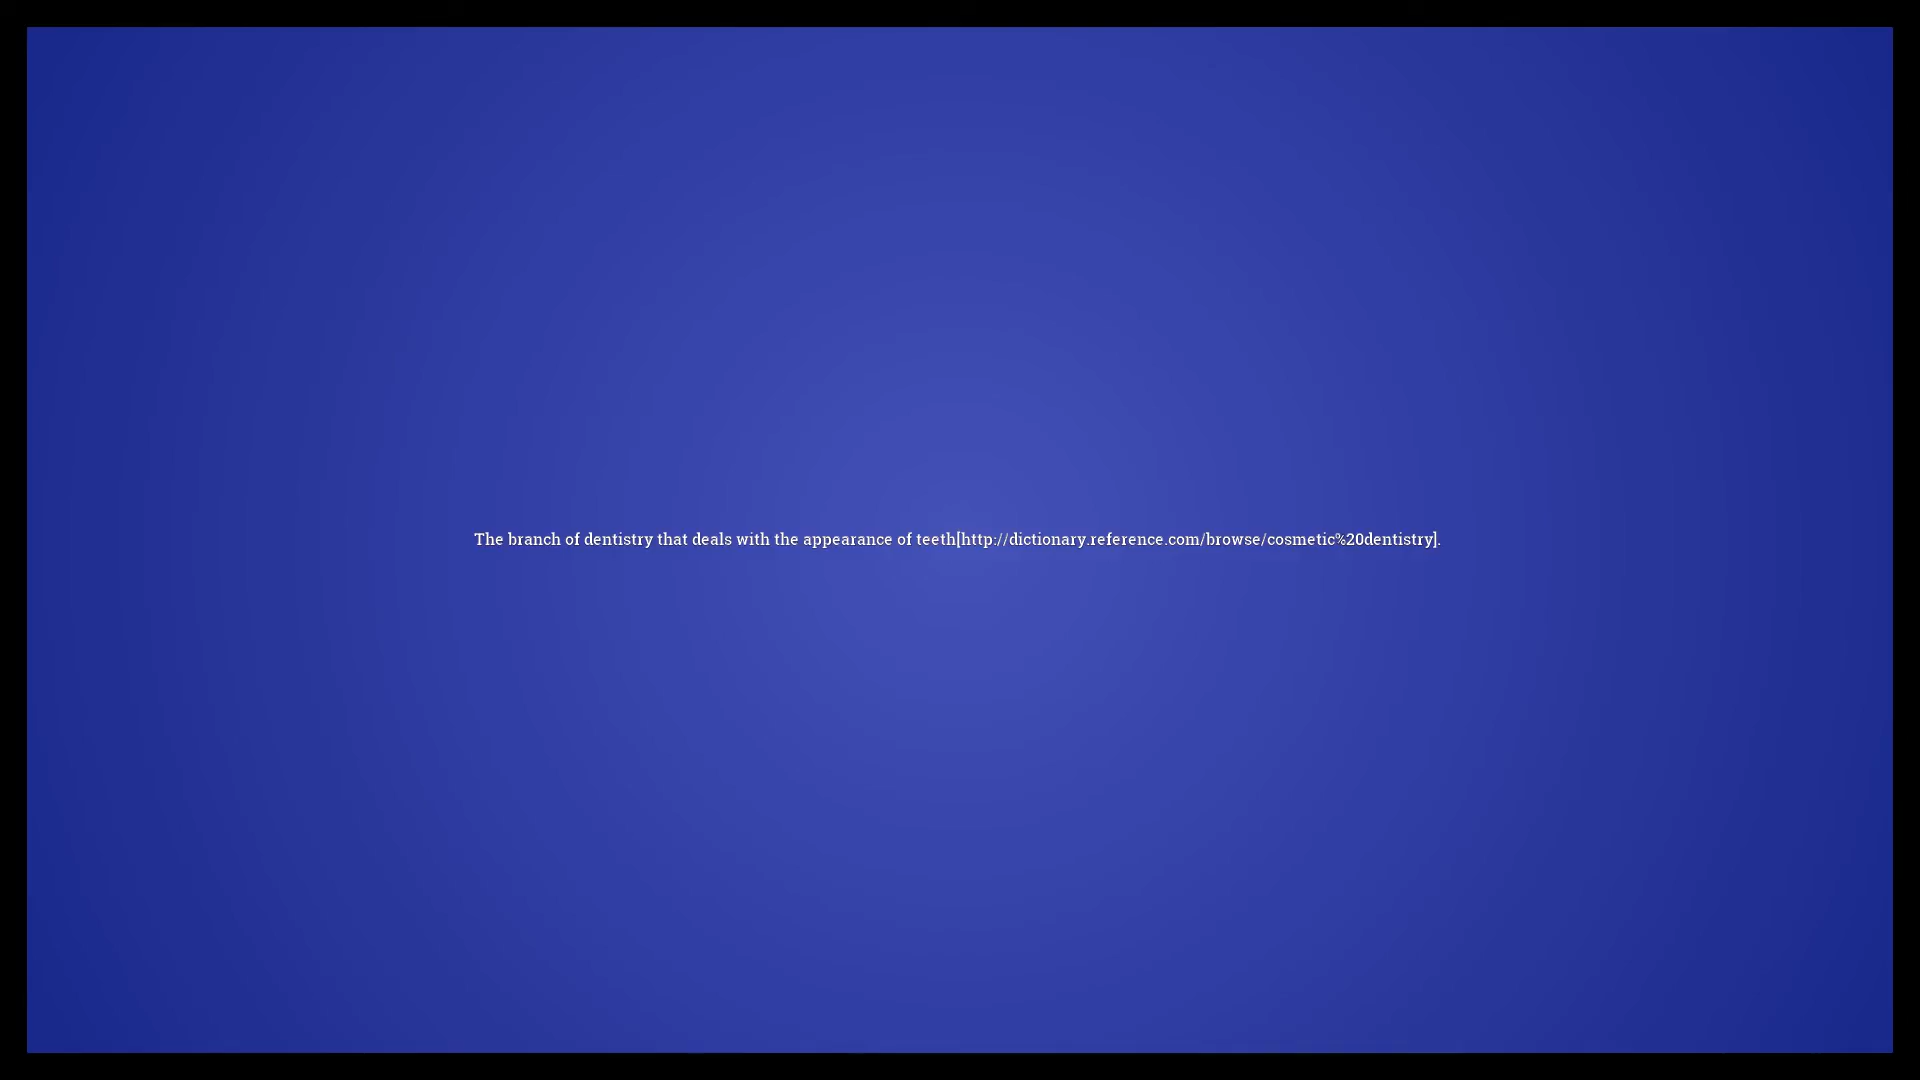 The branch of dentistry that deals with the appearance of teeth[http://dictionary.reference.com/browse/cosmetic%20dentistry].